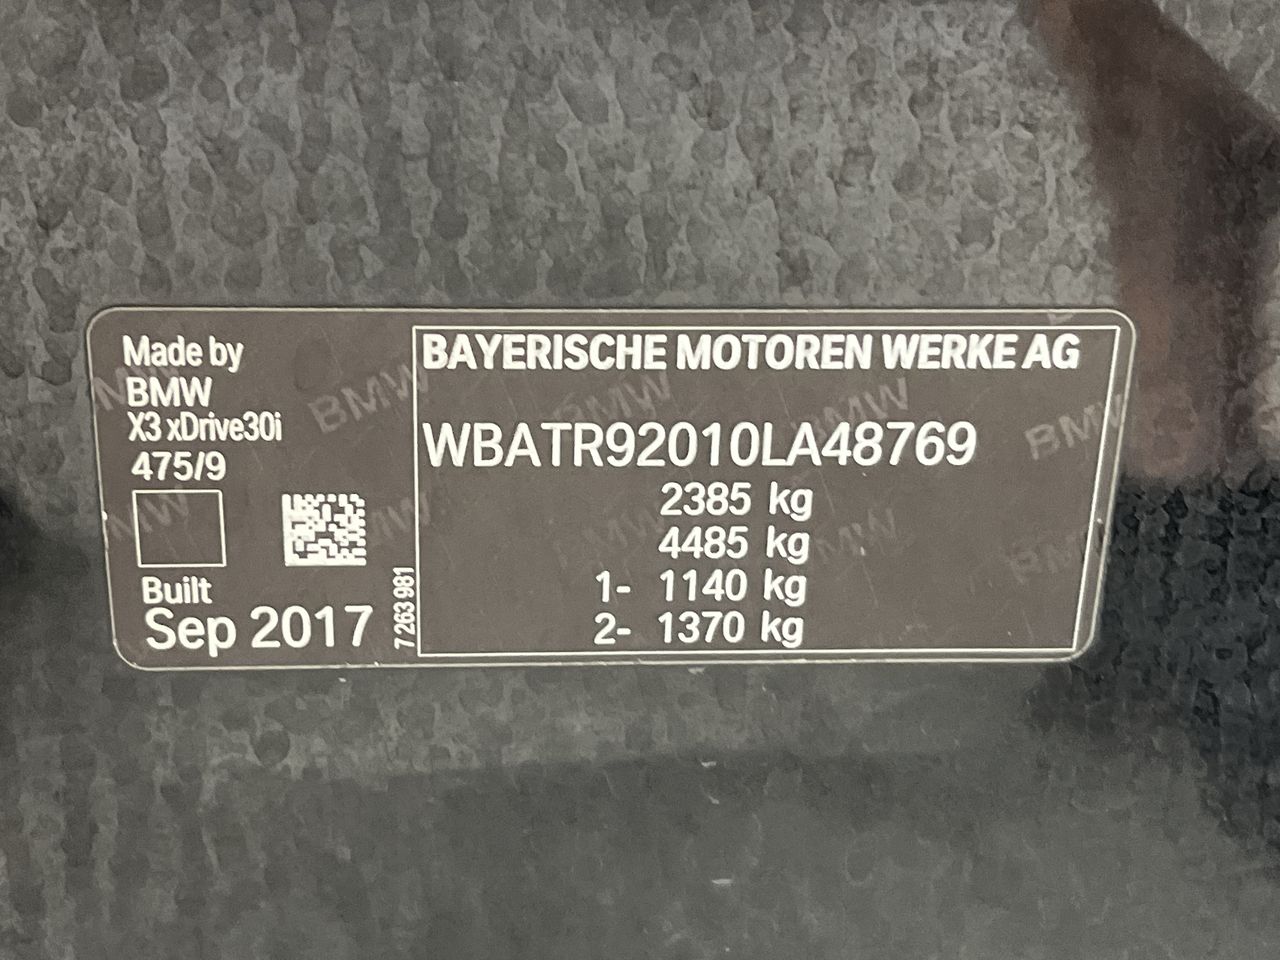 Made by
BMW
X3 xDrive30i
475/9
Built
Sep 2017
7 263 981
BAYERISCHE MOTOREN WERKE AG
WBATR92010LA48769
2385 kg
4485 kg
1- 1140 kg
2- 1370 kg